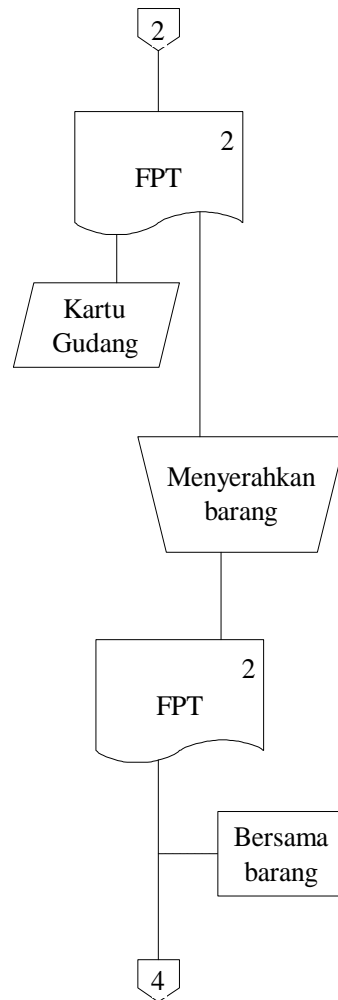 2
2
FPT
Kartu
Gudang
Menyerahkan
barang
2
FPT
Bersama
barang
4